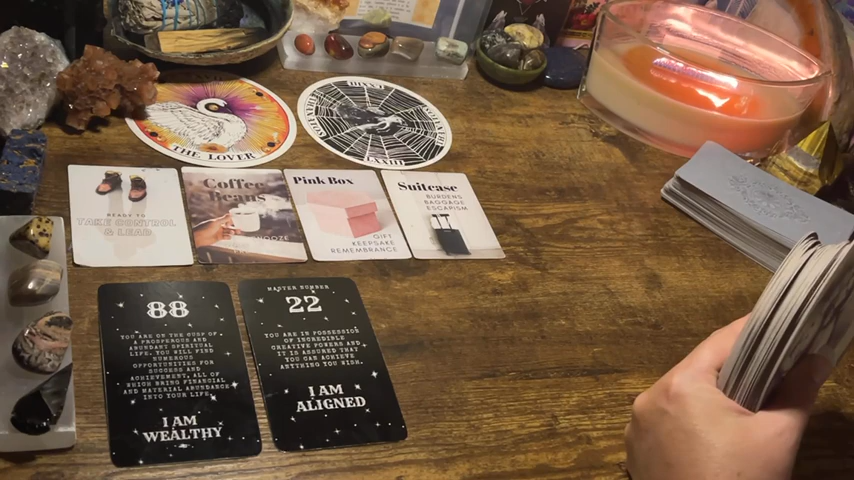 THE LOVER
LXXIII
READY TO
TAKE CONTROL
& LEAD
Coffee
Beans
Pink Box
GIFT
KEEPSAKE
REMEMBRANCE
Suitcase
BURDENS
BAGGAGE
ESCAPISM
88
YOU ARE ON THE CUSP OF
A PROSPEROUS AND
ABUNDANT SPIRITUAL
LIFE. YOU WILL FIND
NUMEROUS
OPPORTUNITIES FOR
SUCCESS AND
ACHIEVEMENT, ALL OF
WHICH BRING FINANCIAL
AND MATERIAL ABUNDANCE
INTO YOUR LIFE.
I AM
WEALTHY
MASTER NUMBER
22
YOU ARE IN POSSESSION
OF INCREDIBLE
CREATIVE POWERS AND
IT IS ASSURED THAT
YOU CAN ACHIEVE
ANYTHING YOU WISH.
I AM
ALIGNED